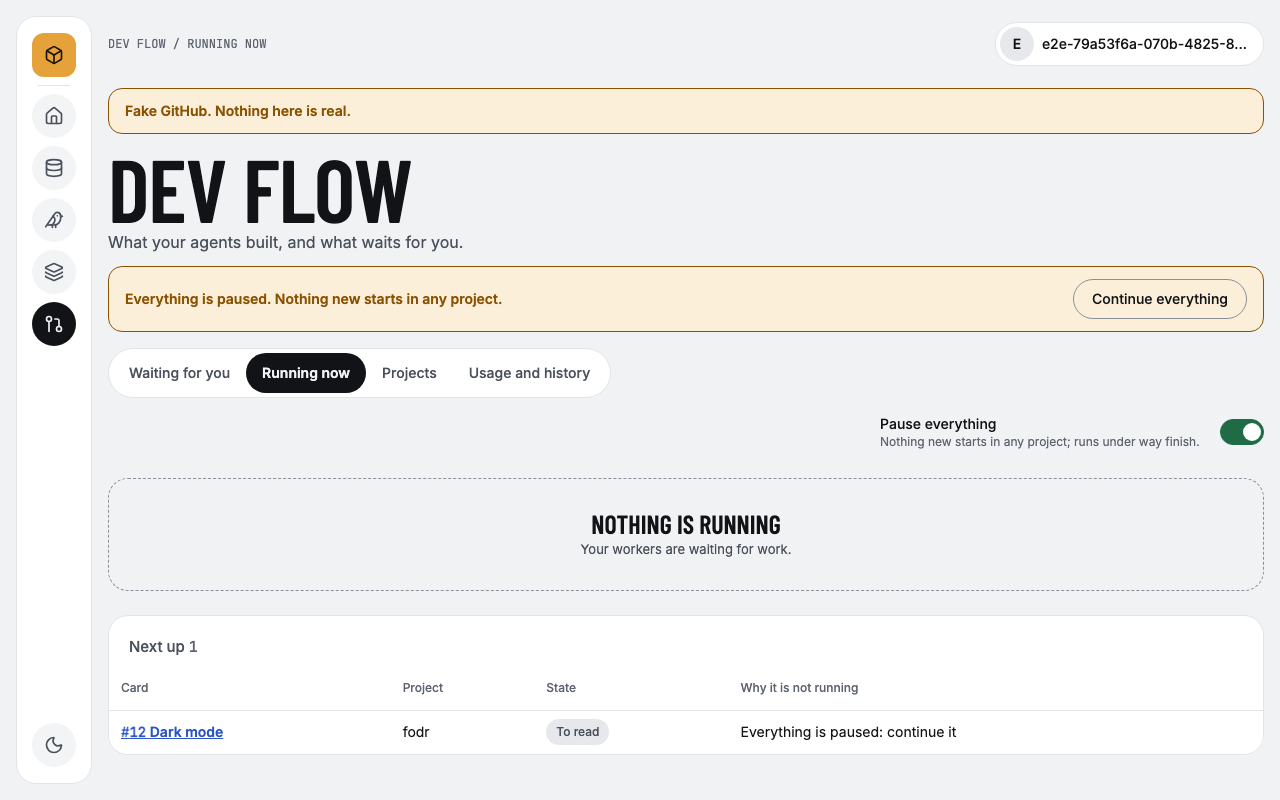 DEV FLOW / RUNNING NOW
E e2e-79a53f6a-070b-4825-8...
Fake GitHub. Nothing here is real.
DEV FLOW
What your agents built, and what waits for you.
Everything is paused. Nothing new starts in any project. Continue everything
Waiting for you Running now Projects Usage and history
Pause everything
Nothing new starts in any project; runs under way finish.
NOTHING IS RUNNING
Your workers are waiting for work.
Next up 1
Card Project State Why it is not running
#12 Dark mode fodr To read Everything is paused: continue it